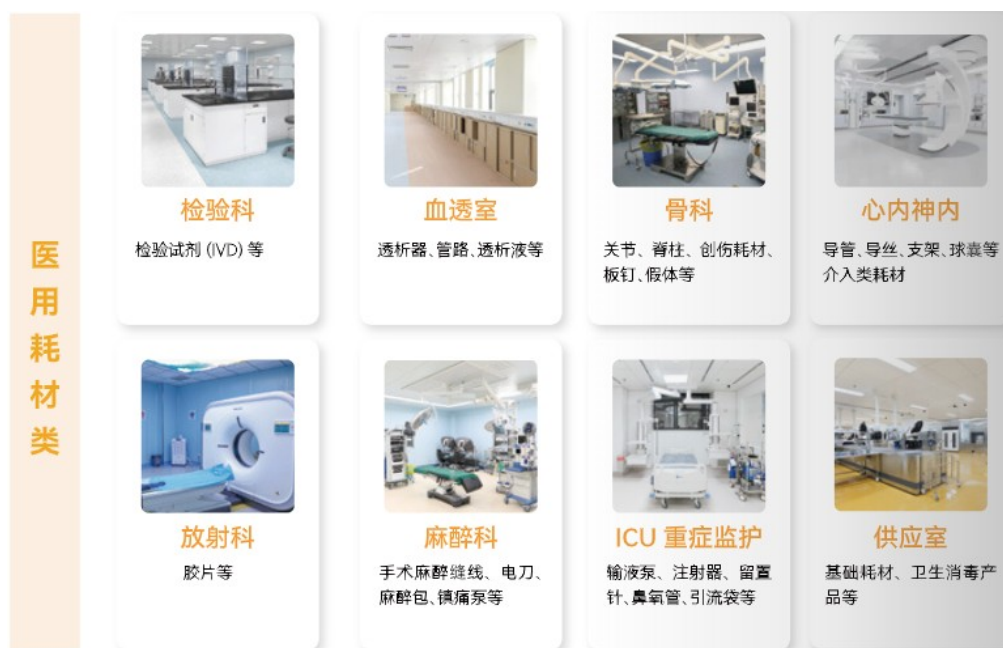 医用耗材类
检验科
检验试剂 (IVD) 等
血透室
透析器、管路、透析液等
骨科
关节、脊柱、创伤耗材、
板钉、假体等
心内神内
导管、导丝、支架、球囊等
介入类耗材
放射科
胶片等
麻醉科
手术麻醉缝线、电刀、
麻醉包、镇痛泵等
ICU 重症监护
输液泵、注射器、留置
针、鼻氧管、引流袋等
供应室
基础耗材、卫生消毒产
品等